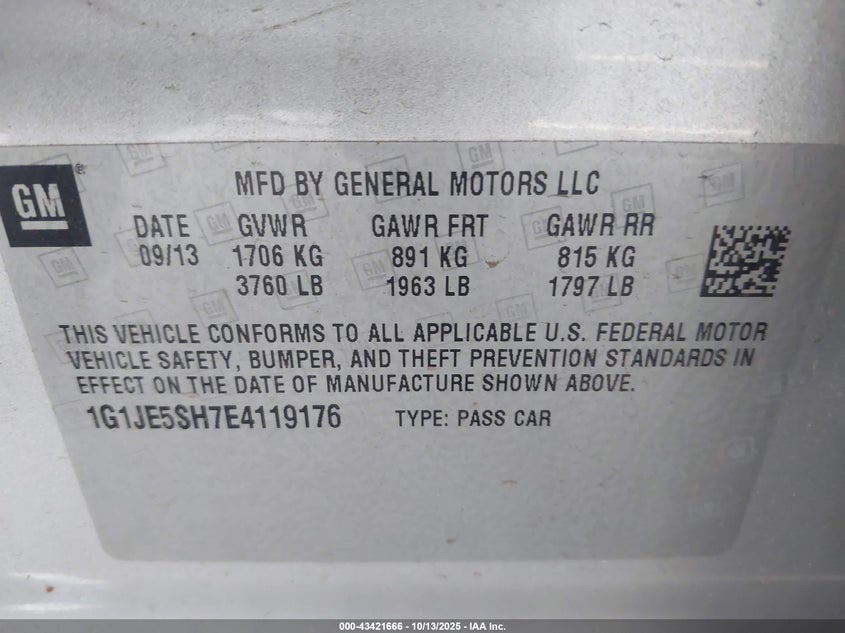 GM
MFD BY GENERAL MOTORS LLC
DATE GVWR GAWR FRT GAWR RR
09/13 1706 KG 891 KG 815 KG
3760 LB 1963 LB 1797 LB
THIS VEHICLE CONFORMS TO ALL APPLICABLE U.S. FEDERAL MOTOR
VEHICLE SAFETY, BUMPER, AND THEFT PREVENTION STANDARDS IN
EFFECT ON THE DATE OF MANUFACTURE SHOWN ABOVE.
1G1JE5SH7E4119176 TYPE: PASS CAR
000-43421666 - 10/13/2025 - IAA Inc.